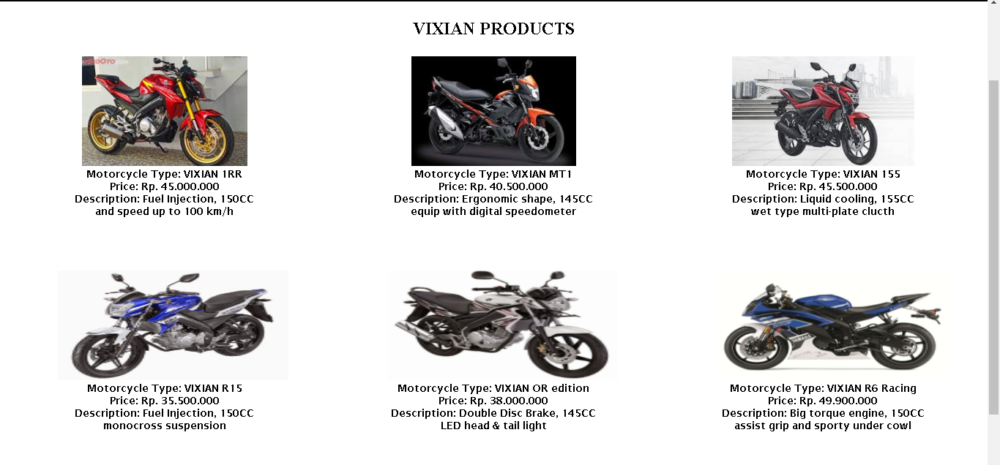 VIXIAN PRODUCTS
Motorcycle Type: VIXIAN 1RR
Price: Rp. 45.000.000
Description: Fuel Injection, 150CC
and speed up to 100 km/h
Motorcycle Type: VIXIAN MT1
Price: Rp. 40.500.000
Description: Ergonomic shape, 145CC
equip with digital speedometer
Motorcycle Type: VIXIAN 155
Price: Rp. 45.500.000
Description: Liquid cooling, 155CC
wet type multi-plate clucth
YAMAHA
Motorcycle Type: VIXIAN R15
Price: Rp. 35.500.000
Description: Fuel Injection, 150CC
monocross suspension
Motorcycle Type: VIXIAN OR edition
Price: Rp. 38.000.000
Description: Double Disc Brake, 145CC
LED head & tail light
Motorcycle Type: VIXIAN R6 Racing
Price: Rp. 49.900.000
Description: Big torque engine, 150CC
assist grip and sporty under cowl